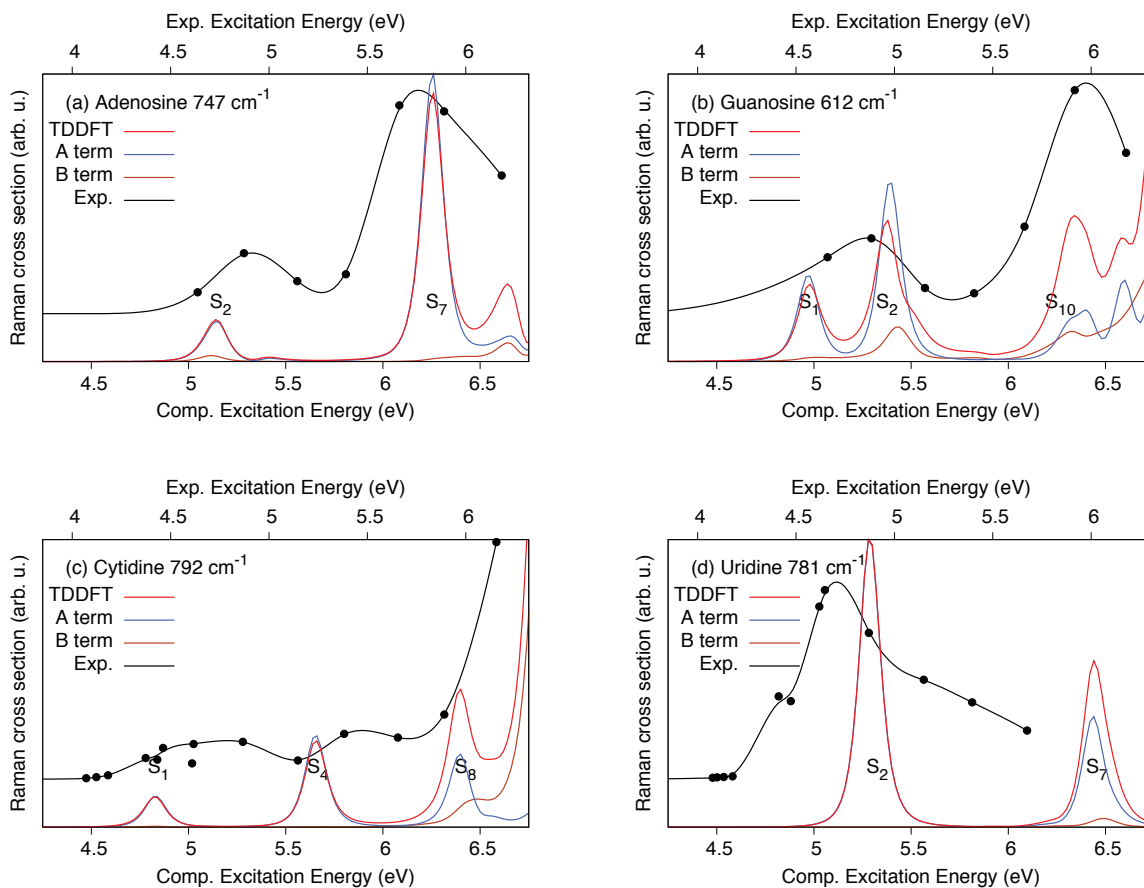 Exp. Excitation Energy (eV)
4 4.5 5 5.5 6
Raman cross section (arb. u.)
(a) Adenosine 747 cm⁻¹
TDDFT
A term
B term
Exp.
S₂
S₇
4.5 5 5.5 6 6.5
Comp. Excitation Energy (eV)
Exp. Excitation Energy (eV)
4 4.5 5 5.5 6
Raman cross section (arb. u.)
(b) Guanosine 612 cm⁻¹
TDDFT
A term
B term
Exp.
S₁
S₂
S₁₀
4.5 5 5.5 6 6.5
Comp. Excitation Energy (eV)
Exp. Excitation Energy (eV)
4 4.5 5 5.5 6
Raman cross section (arb. u.)
(c) Cytidine 792 cm⁻¹
TDDFT
A term
B term
Exp.
S₁
S₄
S₈
4.5 5 5.5 6 6.5
Comp. Excitation Energy (eV)
Exp. Excitation Energy (eV)
4 4.5 5 5.5 6
Raman cross section (arb. u.)
(d) Uridine 781 cm⁻¹
TDDFT
A term
B term
Exp.
S₂
S₇
4.5 5 5.5 6 6.5
Comp. Excitation Energy (eV)